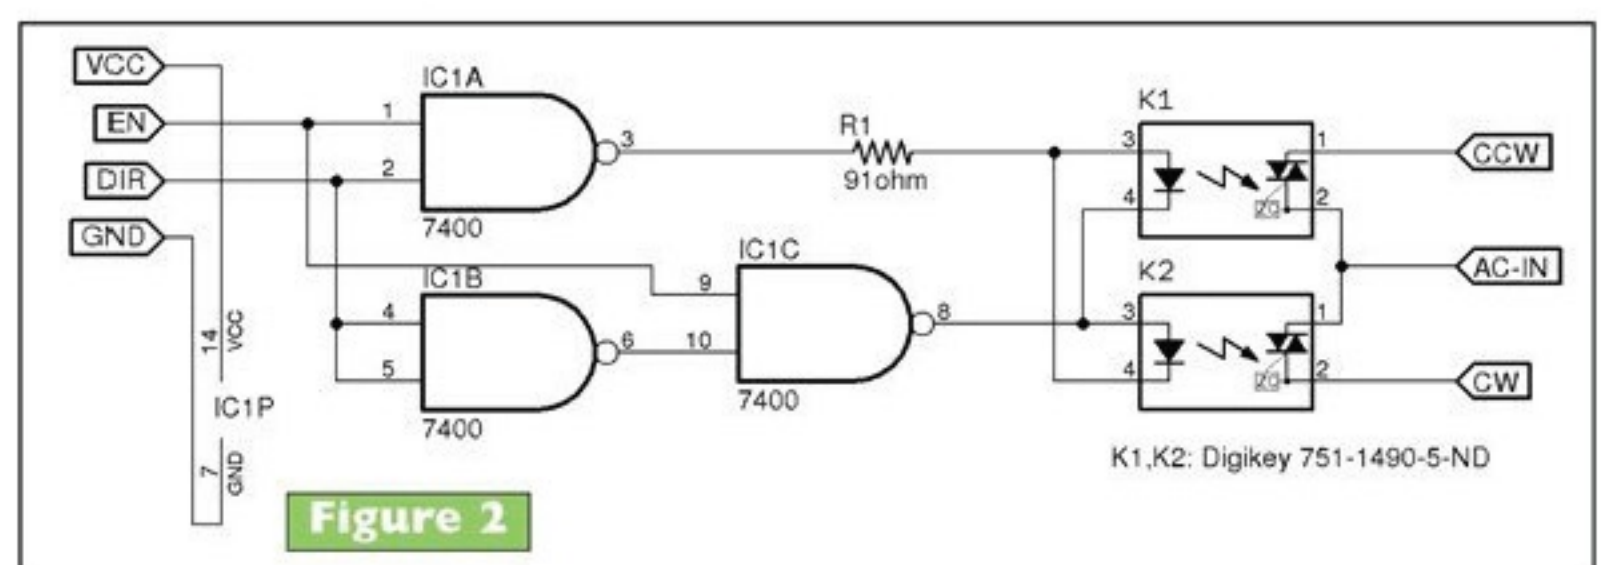 VCC
EN
DIR
GND
IC1A
1
2
3
7400
IC1B
4
5
6
7400
IC1C
9
10
8
7400
R1
91ohm
K1
3
4
1
2
ZC
K2
3
4
1
2
ZC
CCW
AC-IN
CW
14
VCC
IC1P
7
GND
K1,K2: Digikey 751-1490-5-ND
Figure 2